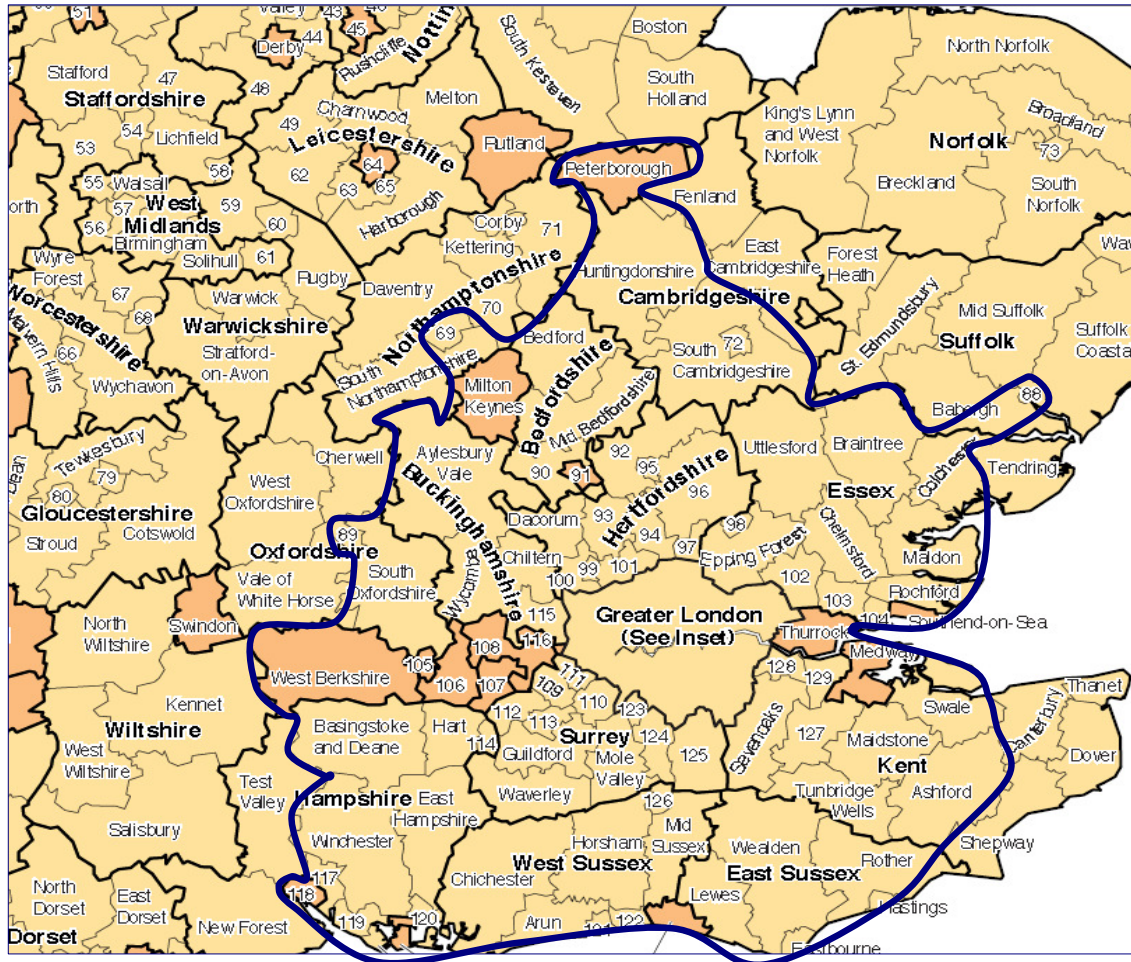 51
Valley
43
44
45
46
Derby
Rushcliffe
Nottin
South Kesteven
Boston
South
Holland
North Norfolk
Stafford
47
Staffordshire
48
Charnwood
Melton
Rutland
Peterborough
King's Lynn
and West
Norfolk
Norfolk
Broadland
73
Breckland
South
Norfolk
53
54
Lichfield
49
Leicestershire
64
62
63
65
Harborough
55
Walsall
58
57
West
Midlands
59
56
60
Birmingham
Solihull
61
Corby
71
Kettering
Fenland
East
Cambridgeshire
Forest
Heath
Wyre
Forest
67
68
Rugby
Daventry
Northamptonshire
70
69
Huntingdonshire
Cambridgeshire
St. Edmundsbury
Mid Suffolk
Suffolk
Suffolk
Coasta
Worcestershire
Malvern Hills
66
Wychavon
Warwick
Warwickshire
Stratford-
on-Avon
South
Northamptonshire
Bedford
Bedfordshire
72
South
Cambridgeshire
Milton
Keynes
Mid. Bedfordshire
Babergh
88
Tewkesbury
79
80
Gloucestershire
Stroud
Cotswold
Cherwell
West
Oxfordshire
Aylesbury
Vale
Buckinghamshire
90
91
92
95
Hertfordshire
96
93
94
97
98
Dacorum
Uttlesford
Braintree
Colchester
Tendring
Essex
Chelmsford
Maldon
Epping Forest
89
Oxfordshire
Vale of
White Horse
South
Oxfordshire
Wycombe
Chiltern
100
99
101
102
103
104
Rochford
Southend-on-Sea
North
Wiltshire
Swindon
115
116
108
Greater London
(See Inset)
Thurrock
Medway
West Berkshire
105
106
107
111
109
110
112
113
114
123
124
125
128
129
Kennet
Wiltshire
West
Wiltshire
Basingstoke
and Deane
Hart
Surrey
Guildford
Mole
Valley
Waverley
Sevenoaks
127
Maidstone
Swale
Kent
Canterbury
Thanet
Dover
Tunbridge
Wells
Ashford
Shepway
Test
Valley
Hampshire
East
Hampshire
Winchester
Salisbury
126
Horsham
Mid
Sussex
West Sussex
Chichester
Wealden
Rother
East Sussex
Lewes
Hastings
Eastbourne
North
Dorset
East
Dorset
Dorset
New Forest
117
118
119
120
Arun
121
122